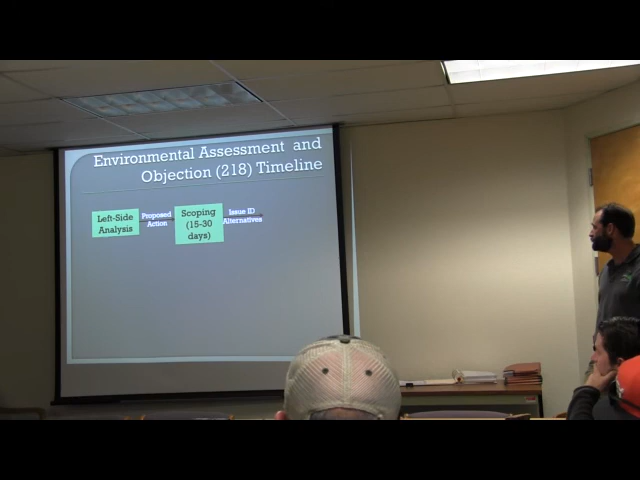 Environmental Assessment and
Objection (218) Timeline
Left-Side
Analysis
Proposed
Action
Scoping
(15-30
days)
Issue ID
Alternatives